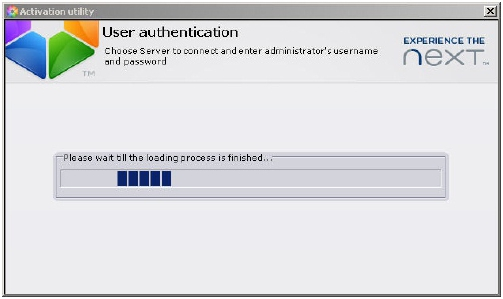 Activation utility
User authentication
Choose Server to connect and enter administrator's username
and password
TM
EXPERIENCE THE
next™
Please wait till the loading process is finished...